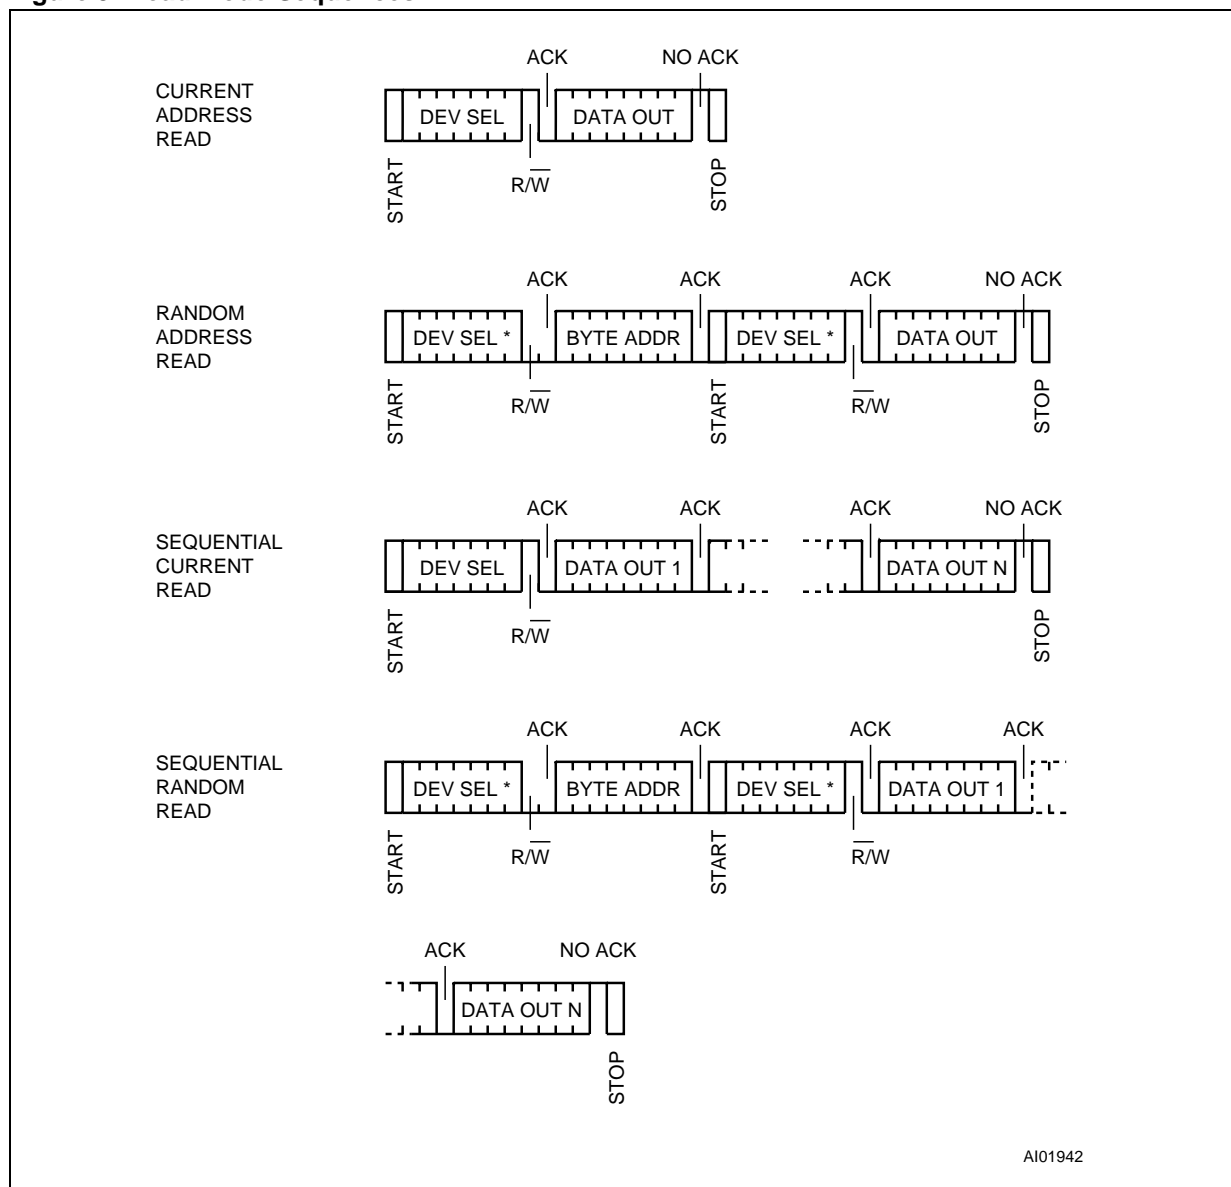 ACK NO ACK
CURRENT
ADDRESS
READ
DEV SEL DATA OUT
START R/W̅ STOP
ACK ACK ACK NO ACK
RANDOM
ADDRESS
READ
DEV SEL * BYTE ADDR DEV SEL * DATA OUT
START R/W̅ START R̅/W STOP
ACK ACK ACK NO ACK
SEQUENTIAL
CURRENT
READ
DEV SEL DATA OUT 1 DATA OUT N
START R/W̅ STOP
ACK ACK ACK ACK
SEQUENTIAL
RANDOM
READ
DEV SEL * BYTE ADDR DEV SEL * DATA OUT 1
START R/W̅ START R̅/W
ACK NO ACK
DATA OUT N
STOP
AI01942